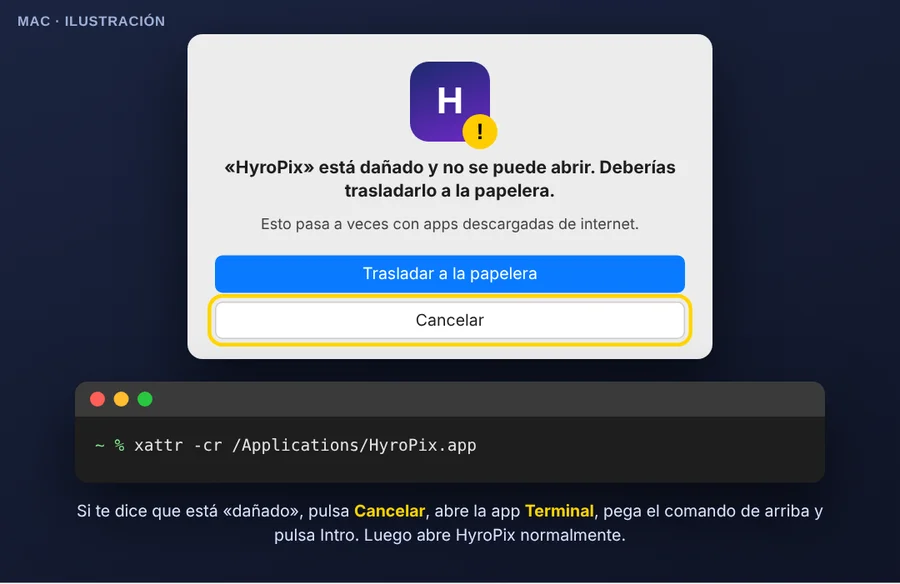 MAC · ILUSTRACIÓN
H
!
«HyroPix» está dañado y no se puede abrir. Deberías
trasladarlo a la papelera.
Esto pasa a veces con apps descargadas de internet.
Trasladar a la papelera
Cancelar
~ % xattr -cr /Applications/HyroPix.app
Si te dice que está «dañado», pulsa Cancelar, abre la app Terminal, pega el comando de arriba y
pulsa Intro. Luego abre HyroPix normalmente.